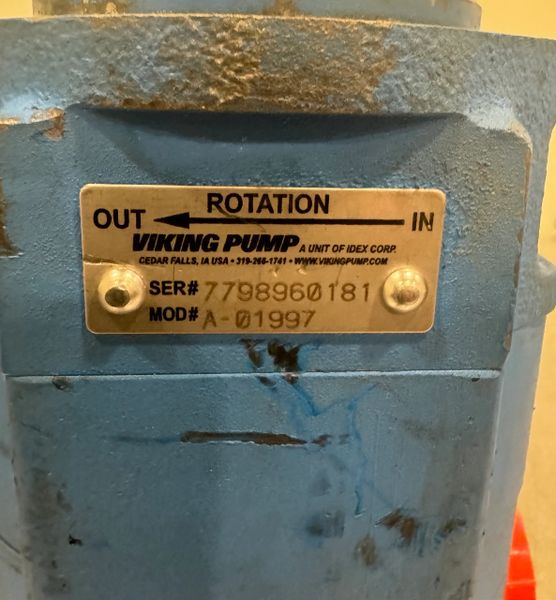 ROTATION
OUT IN
VIKING PUMP A UNIT OF IDEX CORP.
CEDAR FALLS, IA USA • 319-266-1741 • WWW.VIKINGPUMP.COM
SER# 7798960181
MOD# A-01997